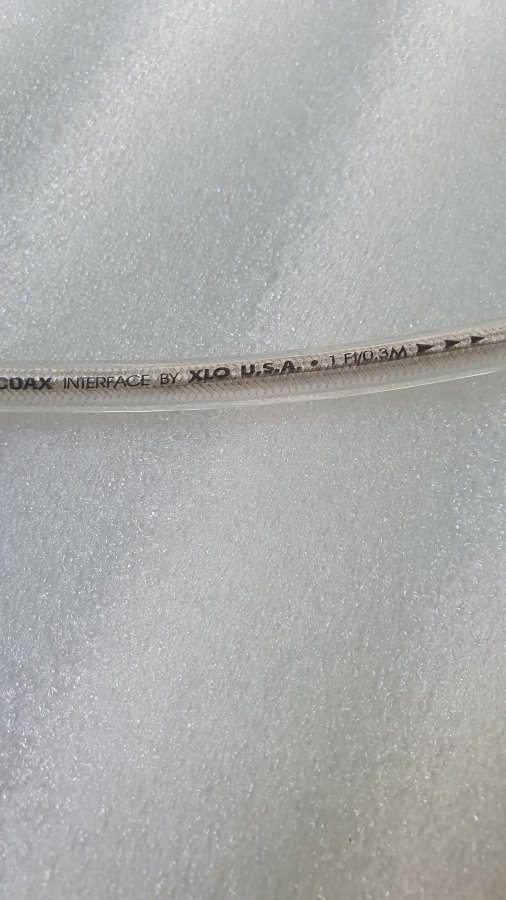 COAX INTERFACE BY XLO U.S.A. • 1 Ft/0.3M ➤ ➤ ➤